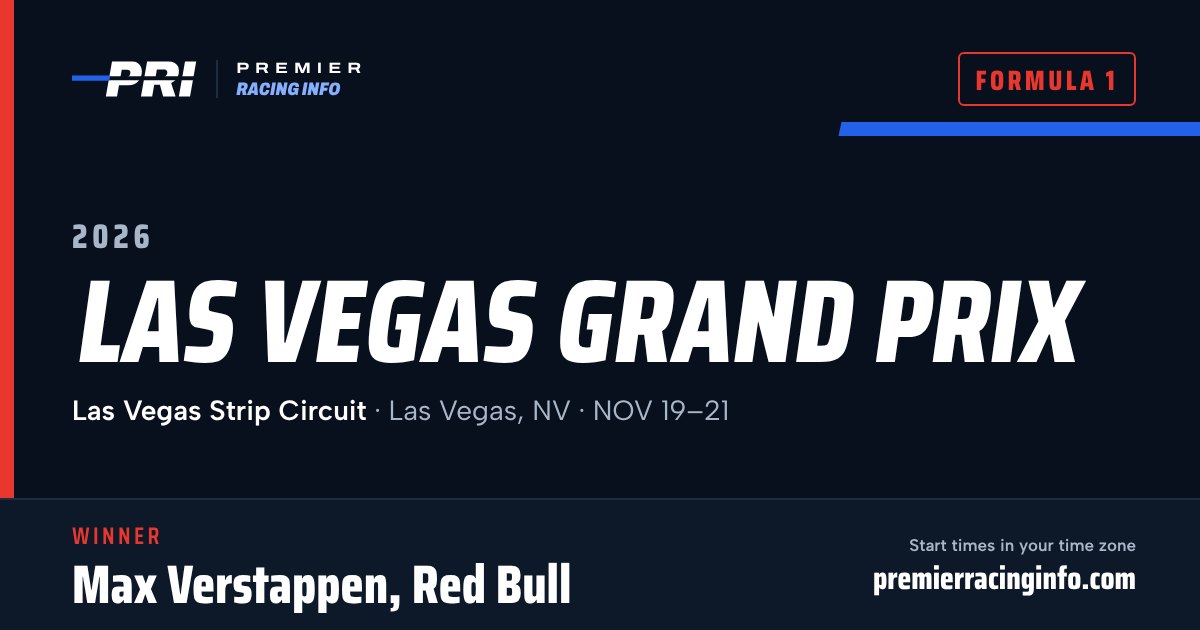 PRI
PREMIER
RACING INFO
FORMULA 1
2026
LAS VEGAS GRAND PRIX
Las Vegas Strip Circuit · Las Vegas, NV · NOV 19–21
WINNER
Max Verstappen, Red Bull
Start times in your time zone
premierracinginfo.com